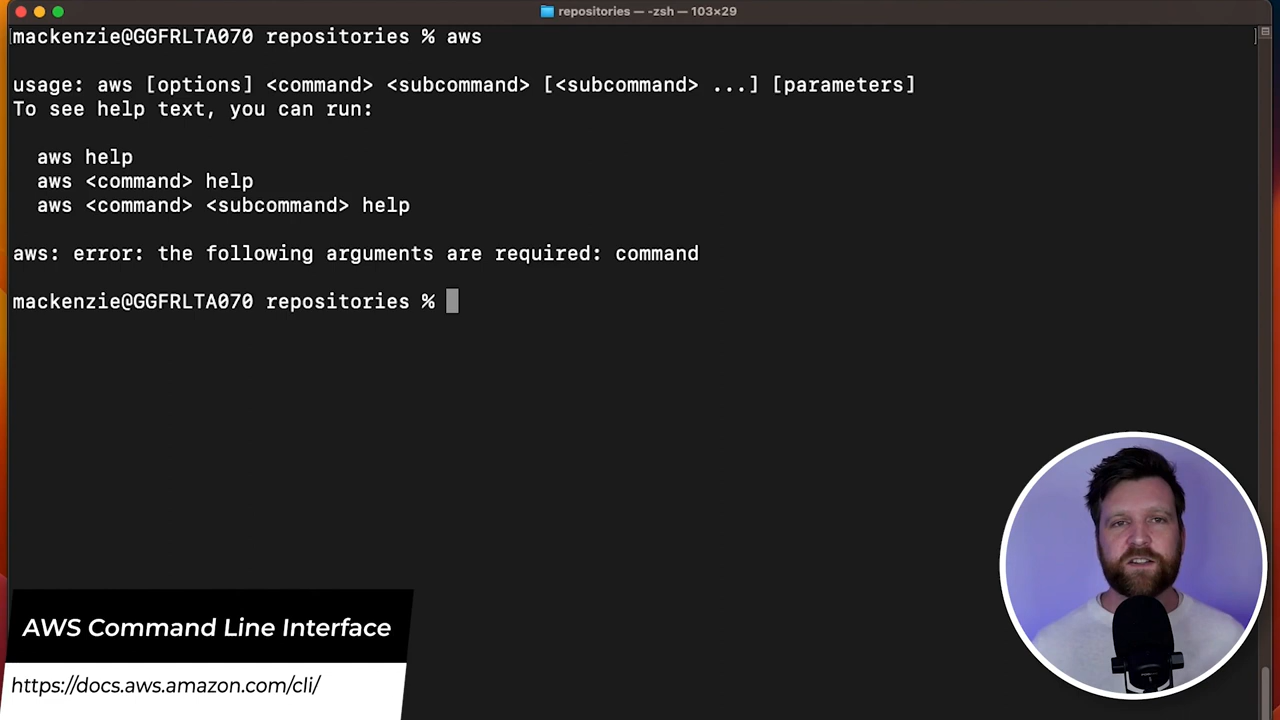 repositories — -zsh — 103×29
[mackenzie@GGFRLTA070 repositories % aws ]
usage: aws [options] <command> <subcommand> [<subcommand> ...] [parameters]
To see help text, you can run:
aws help
aws <command> help
aws <command> <subcommand> help
aws: error: the following arguments are required: command
mackenzie@GGFRLTA070 repositories %
AWS Command Line Interface
https://docs.aws.amazon.com/cli/